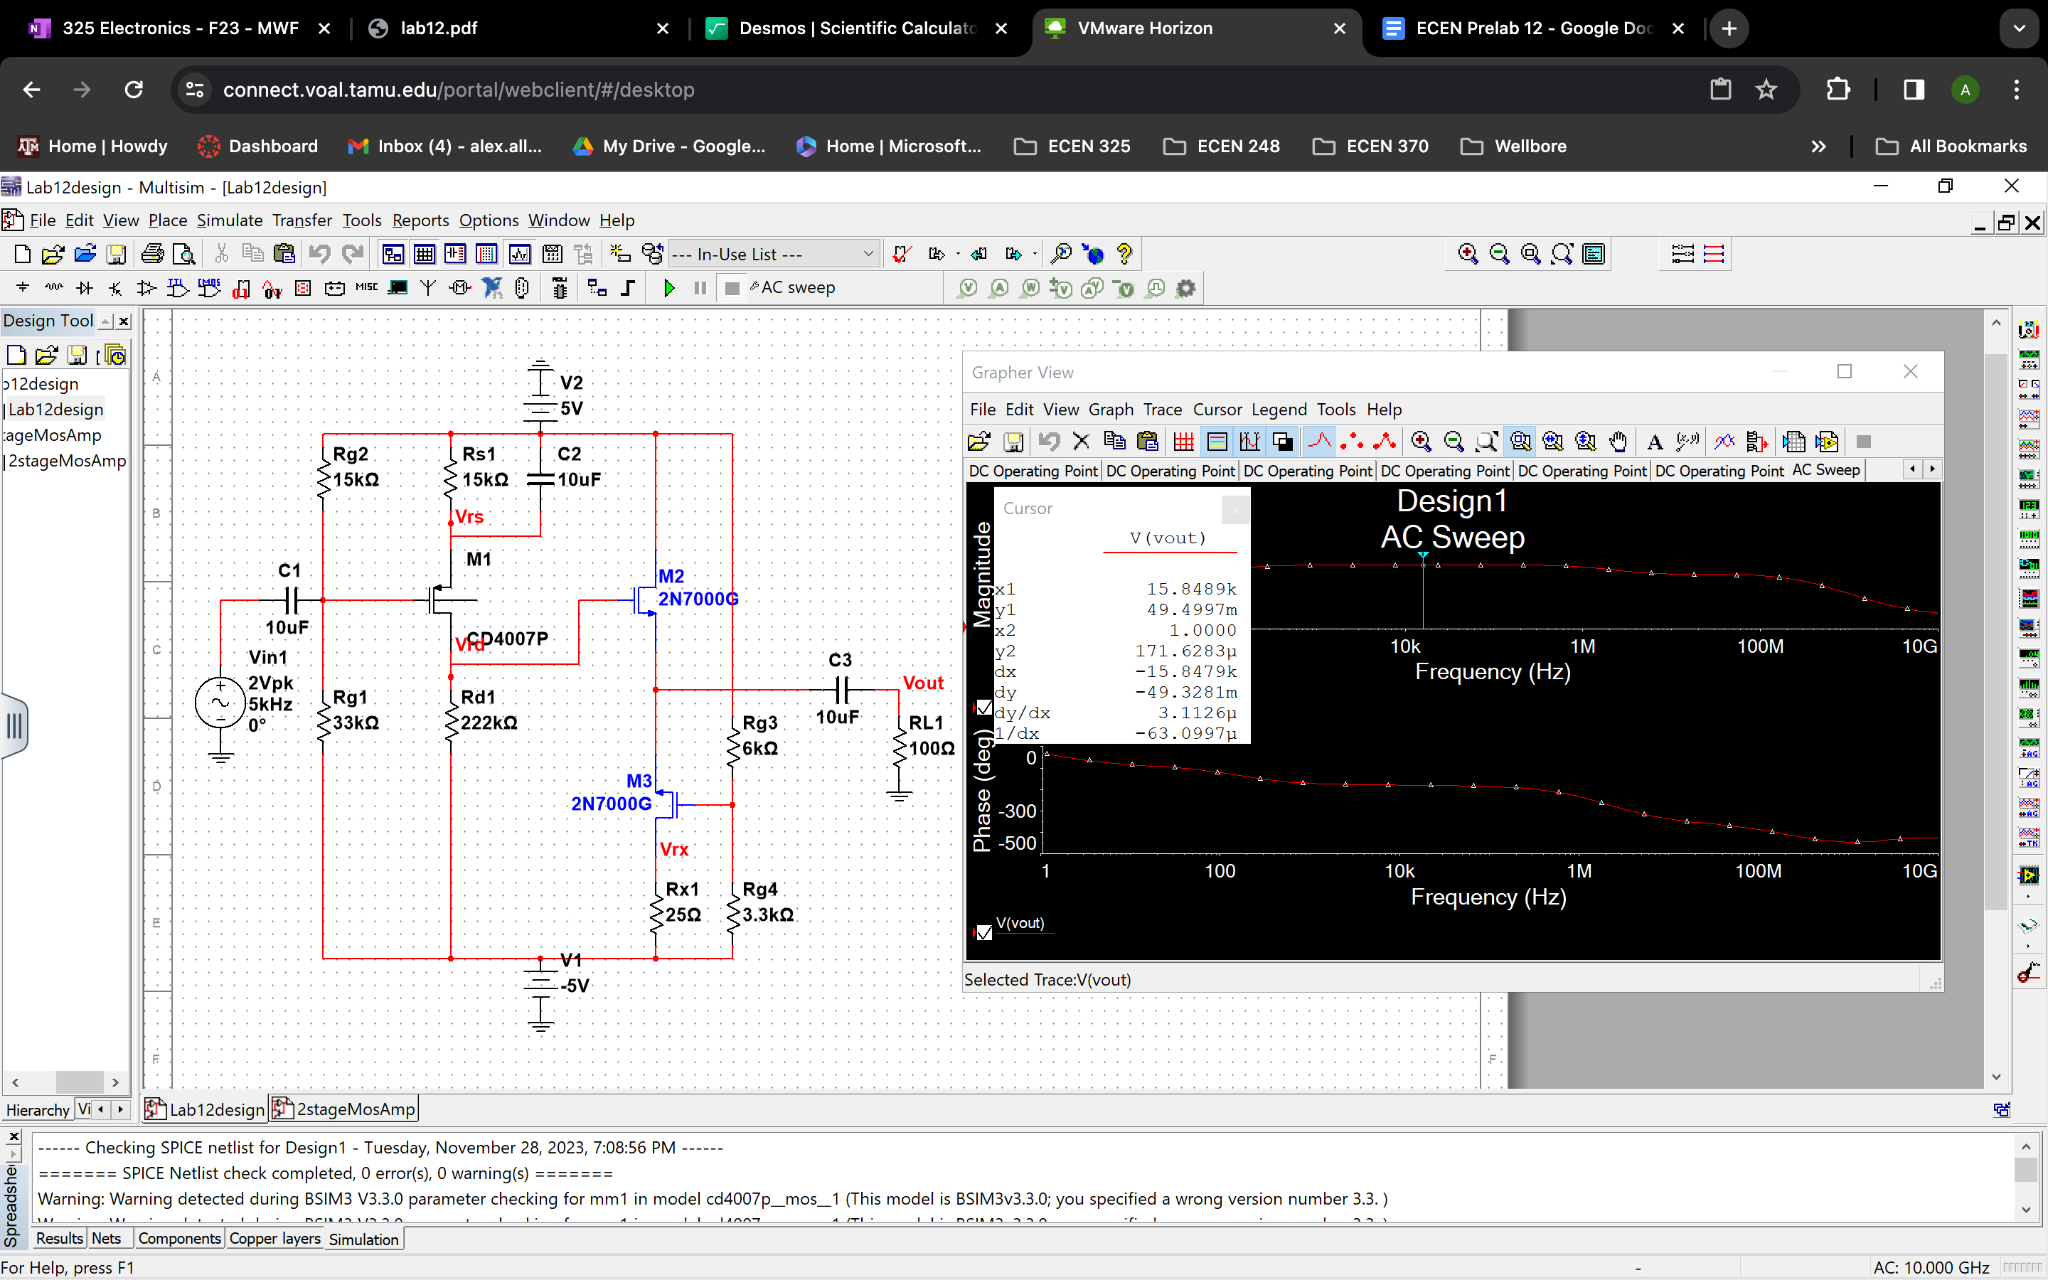 325 Electronics - F23 - MWF
lab12.pdf
Desmos | Scientific Calculato
VMware Horizon
ECEN Prelab 12 - Google Doc
connect.voal.tamu.edu/portal/webclient/#/desktop
A
Home | Howdy
Dashboard
Inbox (4) - alex.all...
My Drive - Google...
Home | Microsoft...
ECEN 325
ECEN 248
ECEN 370
Wellbore
All Bookmarks
Lab12design - Multisim - [Lab12design]
File Edit View Place Simulate Transfer Tools Reports Options Window Help
--- In-Use List ---
MISC
AC sweep
Design Tool
b12design
Lab12design
tageMosAmp
2stageMosAmp
A
B
C
D
E
F
V2
5V
Rg2
15kΩ
Rs1
15kΩ
C2
10uF
Vrs
M1
C1
10uF
M2
2N7000G
CD4007P
Vrd
Vin1
2Vpk
5kHz
0°
Rg1
33kΩ
Rd1
222kΩ
C3
10uF
Vout
Rg3
6kΩ
RL1
100Ω
M3
2N7000G
Vrx
Rx1
25Ω
Rg4
3.3kΩ
V1
-5V
F
Grapher View
File Edit View Graph Trace Cursor Legend Tools Help
DC Operating Point DC Operating Point DC Operating Point DC Operating Point DC Operating Point DC Operating Point AC Sweep
Design1
AC Sweep
Cursor
V(vout)
x1 15.8489k
y1 49.4997m
x2 1.0000
y2 171.6283µ
dx -15.8479k
dy -49.3281m
dy/dx 3.1126µ
1/dx -63.0997µ
Magnitude
10k 1M 100M 10G
Frequency (Hz)
Phase (deg)
0
-300
-500
1 100 10k 1M 100M 10G
Frequency (Hz)
V(vout)
Selected Trace:V(vout)
Hierarchy Vi
Lab12design 2stageMosAmp
------ Checking SPICE netlist for Design1 - Tuesday, November 28, 2023, 7:08:56 PM ------
======= SPICE Netlist check completed, 0 error(s), 0 warning(s) =======
Warning: Warning detected during BSIM3 V3.3.0 parameter checking for mm1 in model cd4007p__mos__1 (This model is BSIM3v3.3.0; you specified a wrong version number 3.3. )
Spreadshee
Results Nets Components Copper layers Simulation
For Help, press F1
-
AC: 10.000 GHz